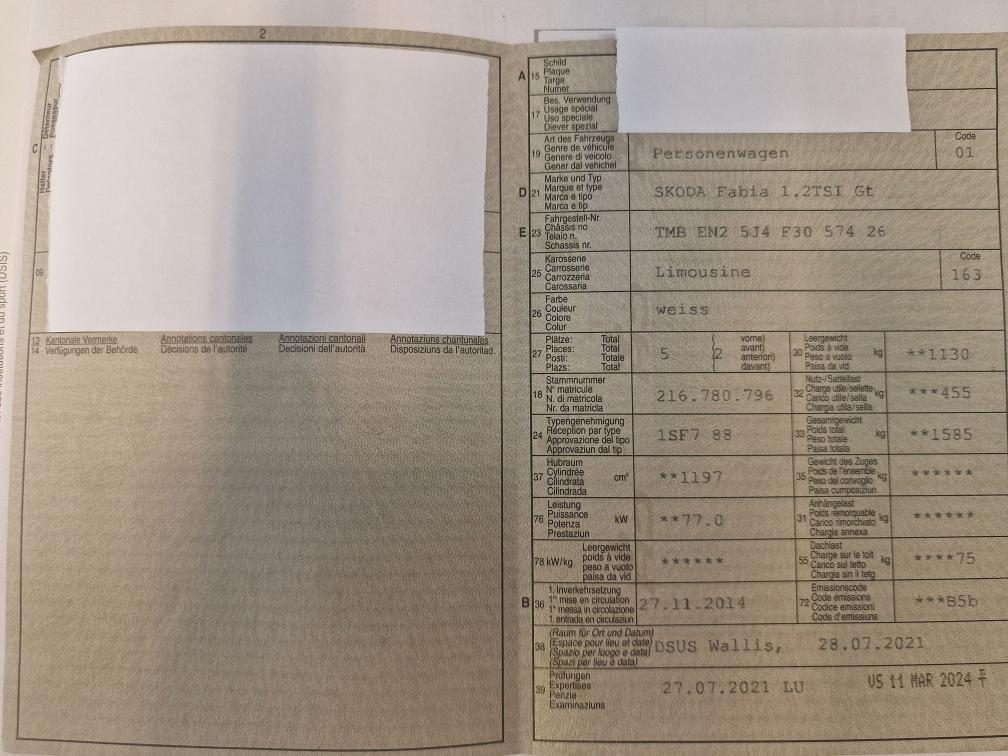 2
C
09
13 Kantonale Vermerke Annotations cantonales Annotazioni cantonali Annotaziuns chantunalas
14 Verfügungen der Behörde Décisions de l'autorité Decisioni dell'autorità Disposiziuns da l'autoritad
A 15 Schild
Plaque
Targa
Numer
17 Bes. Verwendung
Usage spécial
Uso speciale
Diever spezial
19 Art des Fahrzeugs
Genre de véhicule
Genere di veicolo
Gener dal vehichel
Personenwagen
Code
01
D 21 Marke und Typ
Marque et type
Marca e tipo
Marca e tip
SKODA Fabia 1.2TSI Gt
E 23 Fahrgestell-Nr.
Châssis no
Telaio n.
Schassis nr.
TMB EN2 5J4 F30 574 26
25 Karosserie
Carrosserie
Carrozzeria
Carossaria
Limousine
Code
163
26 Farbe
Couleur
Colore
Colur
weiss
27 Plätze: Total
Places: Total
Posti: Totale
Plazs: Total
5 (2
vorne)
avant)
anteriori)
davant)
30 Leergewicht
Poids à vide
Peso a vuoto
Paisa da vid
kg
**1130
18 Stammnummer
N° matricule
N. di matricola
Nr. da matricla
216.780.796
32 Nutz-/Sattellast
Charge utile/sellette
Carico utile/sella
Chargia utila/sella
kg
***455
24 Typengenehmigung
Réception par type
Approvazione del tipo
Approvaziun dal tip
1SF7 88
33 Gesamtgewicht
Poids total
Peso totale
Paisa totala
kg
**1585
37 Hubraum
Cylindrée
Cilindrata
Cilindrada
cm³
**1197
35 Gewicht des Zuges
Poids de l'ensemble
Peso del convoglio
Paisa cumposiziun
kg
******
76 Leistung
Puissance
Potenza
Prestaziun
kW
**77.0
31 Anhängelast
Poids remorquable
Carico rimorchiato
Chargia annexa
kg
******
78 kW/kg Leergewicht
poids à vide
peso a vuoto
paisa da vid
******
55 Dachlast
Charge sur le toit
Carico sul tetto
Chargia sin il tetg
kg
****75
B 36 1. Inverkehrsetzung
1re mise en circulation
1a messa in circolazione
1. entrada en circulaziun
27.11.2014
72 Emissionscode
Code émissions
Codice emissioni
Code d'emissiuns
***B5b
38 (Raum für Ort und Datum)
(Espace pour lieu et date)
(Spazio per luogo e data)
(Spazi per lieu e data)
DSUS Wallis, 28.07.2021
39 Prüfungen
Expertises
Perizie
Examinaziuns
27.07.2021 LU
VS 11 MAR 2024